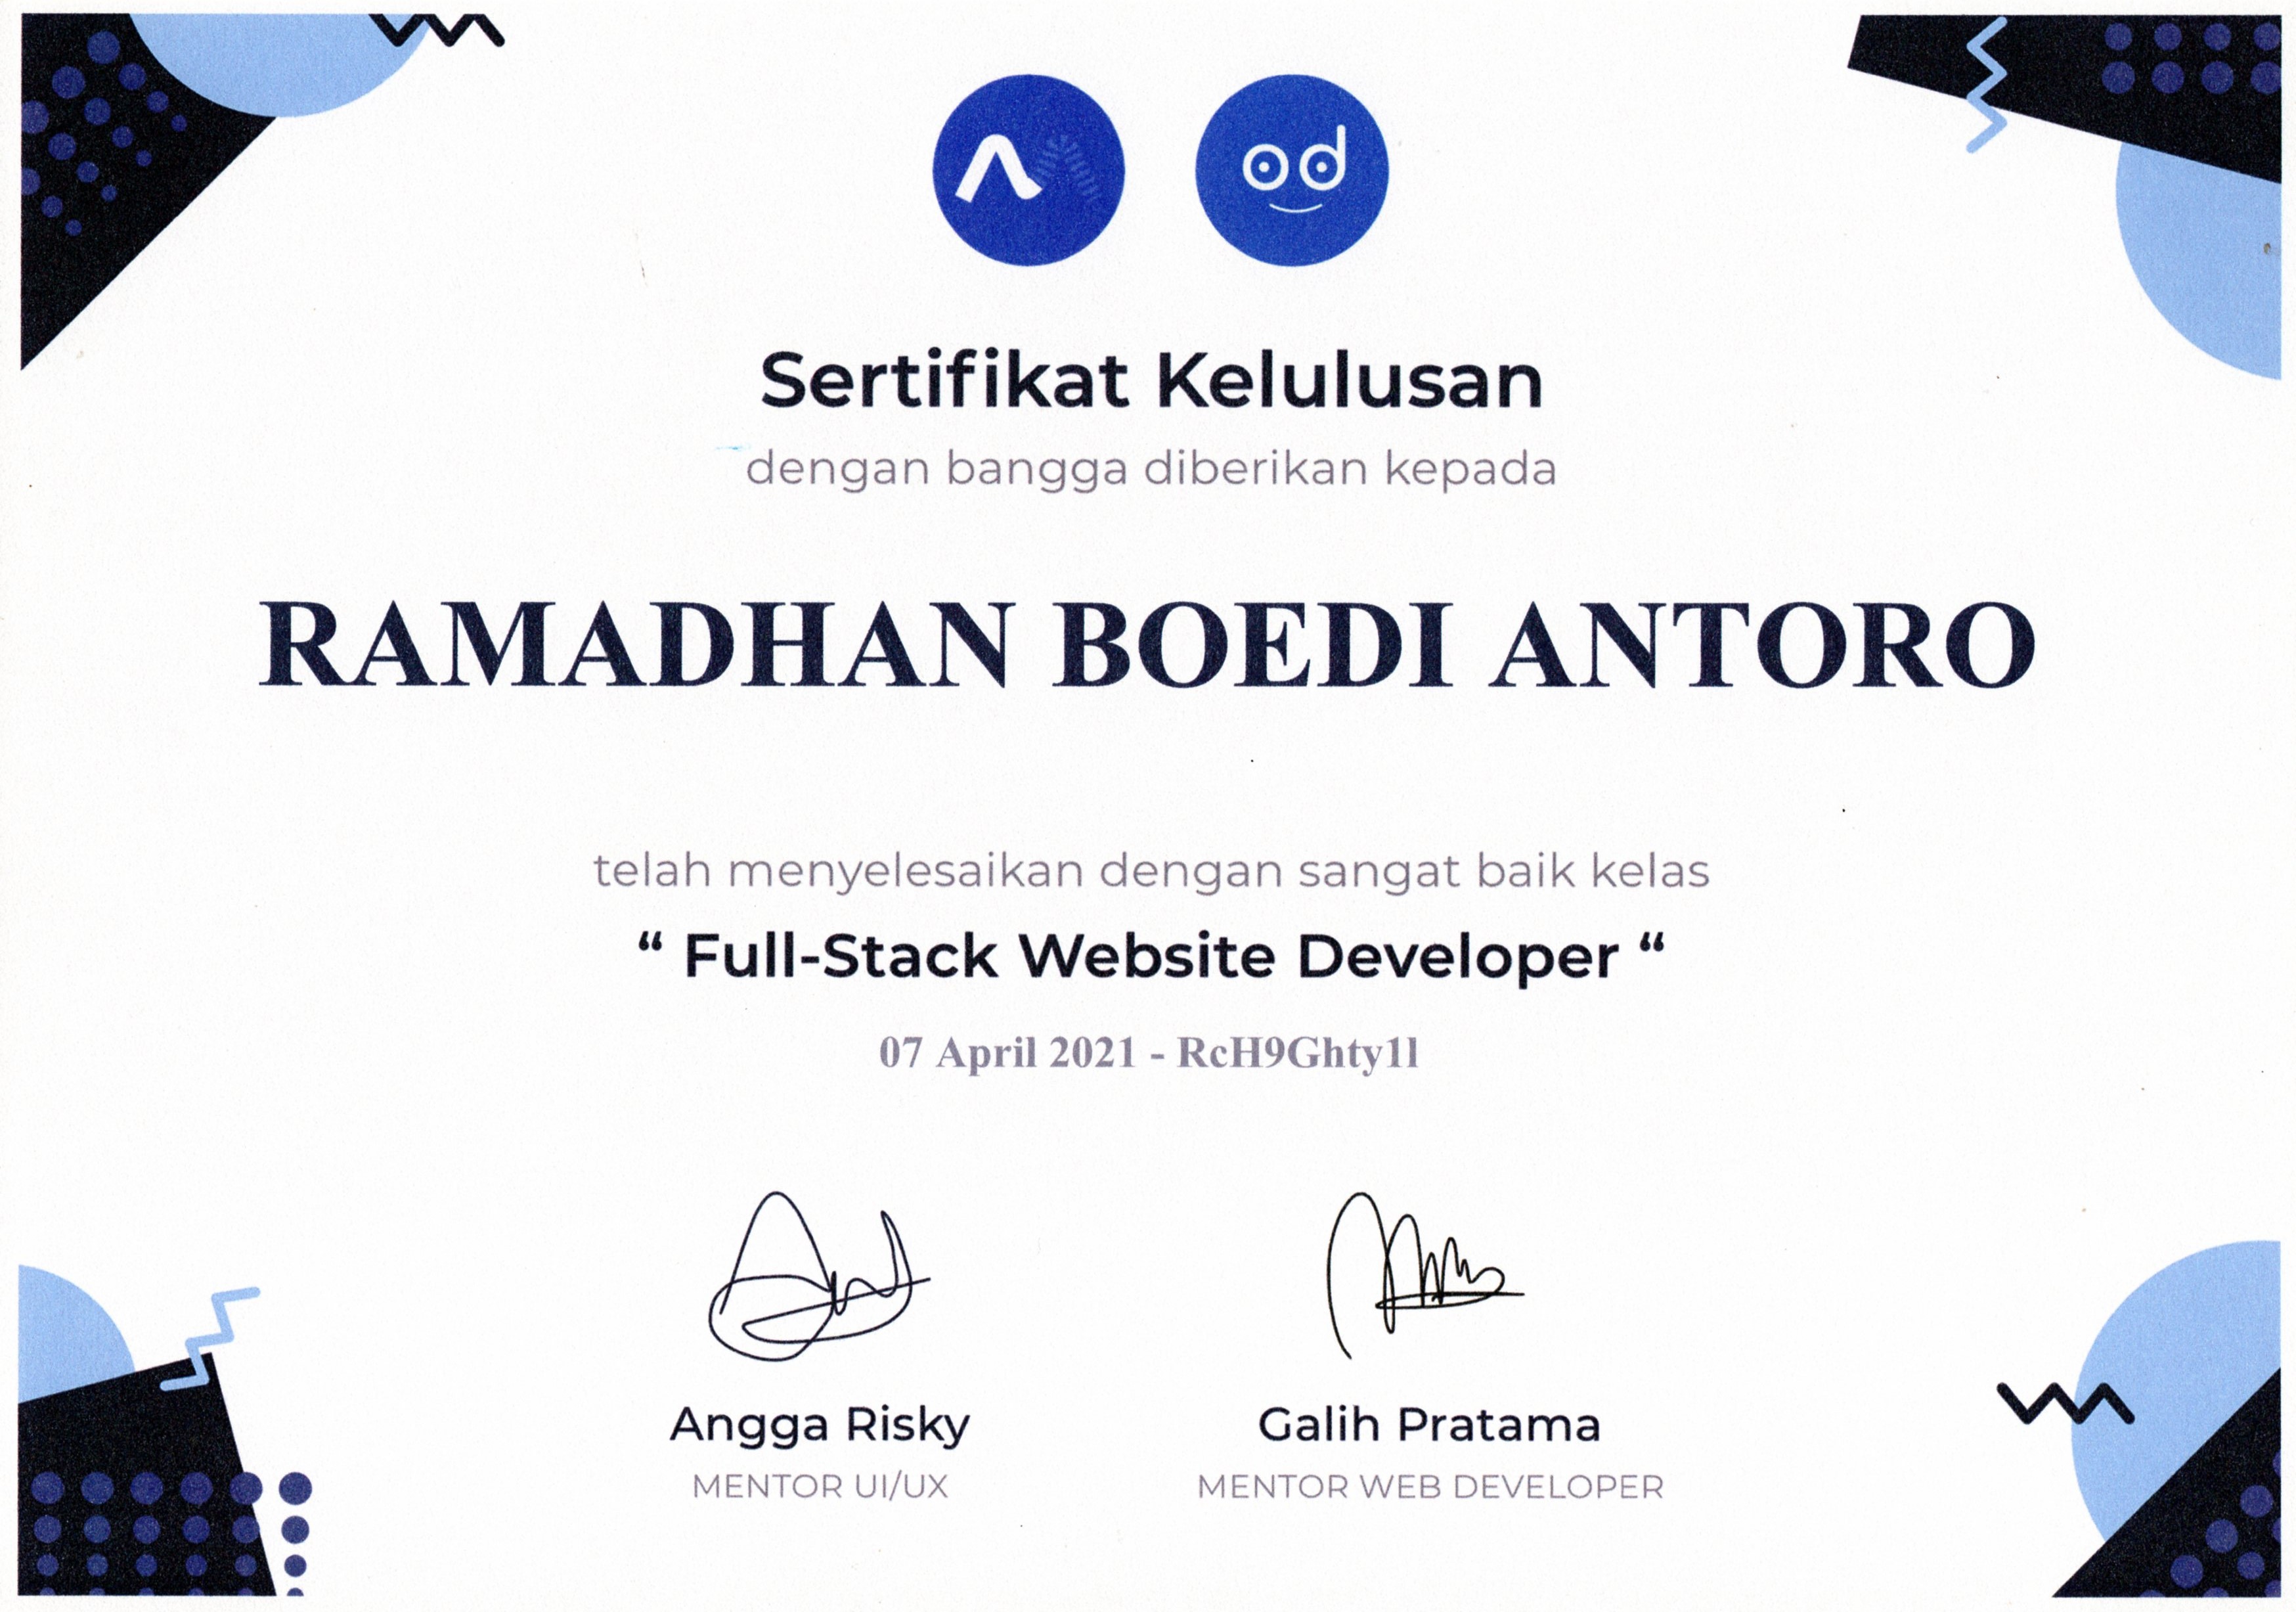 od
Sertifikat Kelulusan
dengan bangga diberikan kepada
RAMADHAN BOEDI ANTORO
telah menyelesaikan dengan sangat baik kelas
“ Full-Stack Website Developer “
07 April 2021 - RcH9Ghty1l
Angga Risky
MENTOR UI/UX
Galih Pratama
MENTOR WEB DEVELOPER